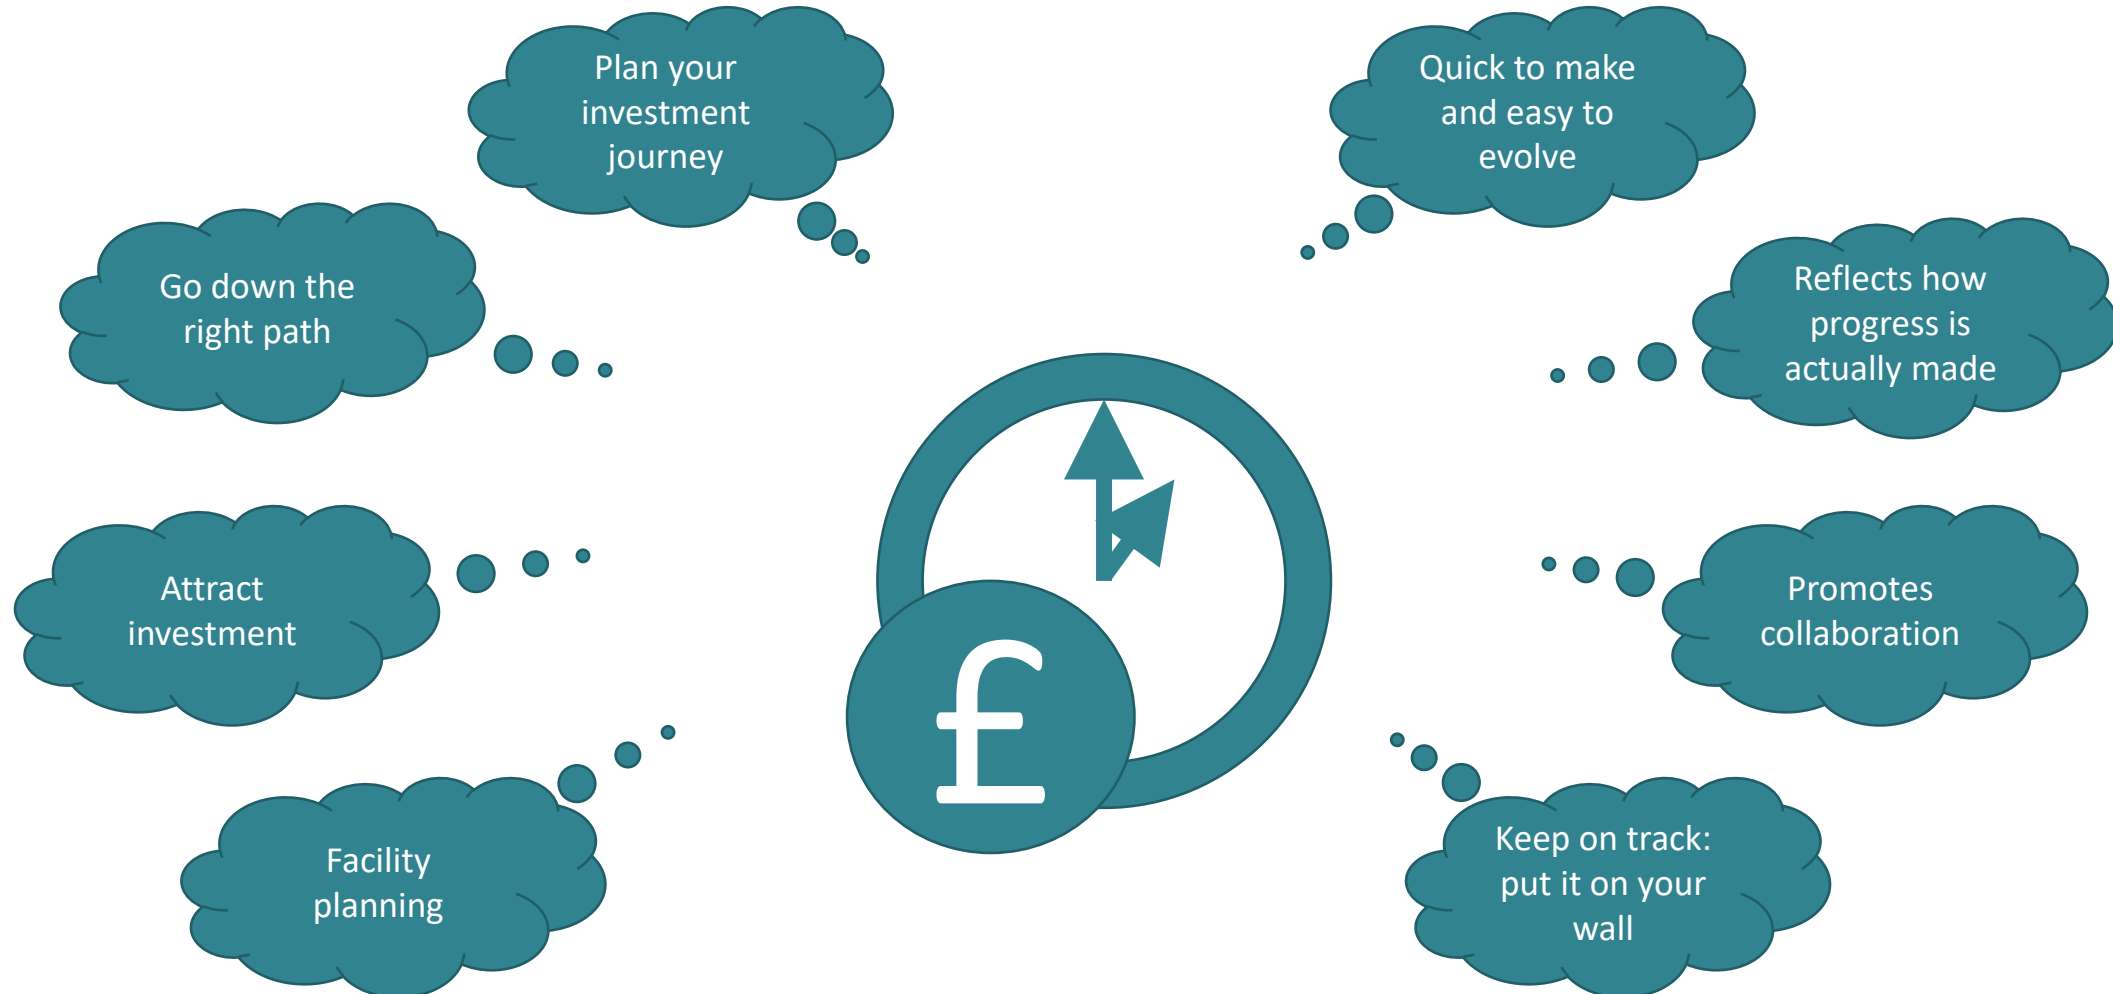 Plan your
investment
journey
Quick to make
and easy to
evolve
Go down the
right path
Reflects how
progress is
actually made
Attract
investment
Promotes
collaboration
£
Facility
planning
Keep on track:
put it on your
wall